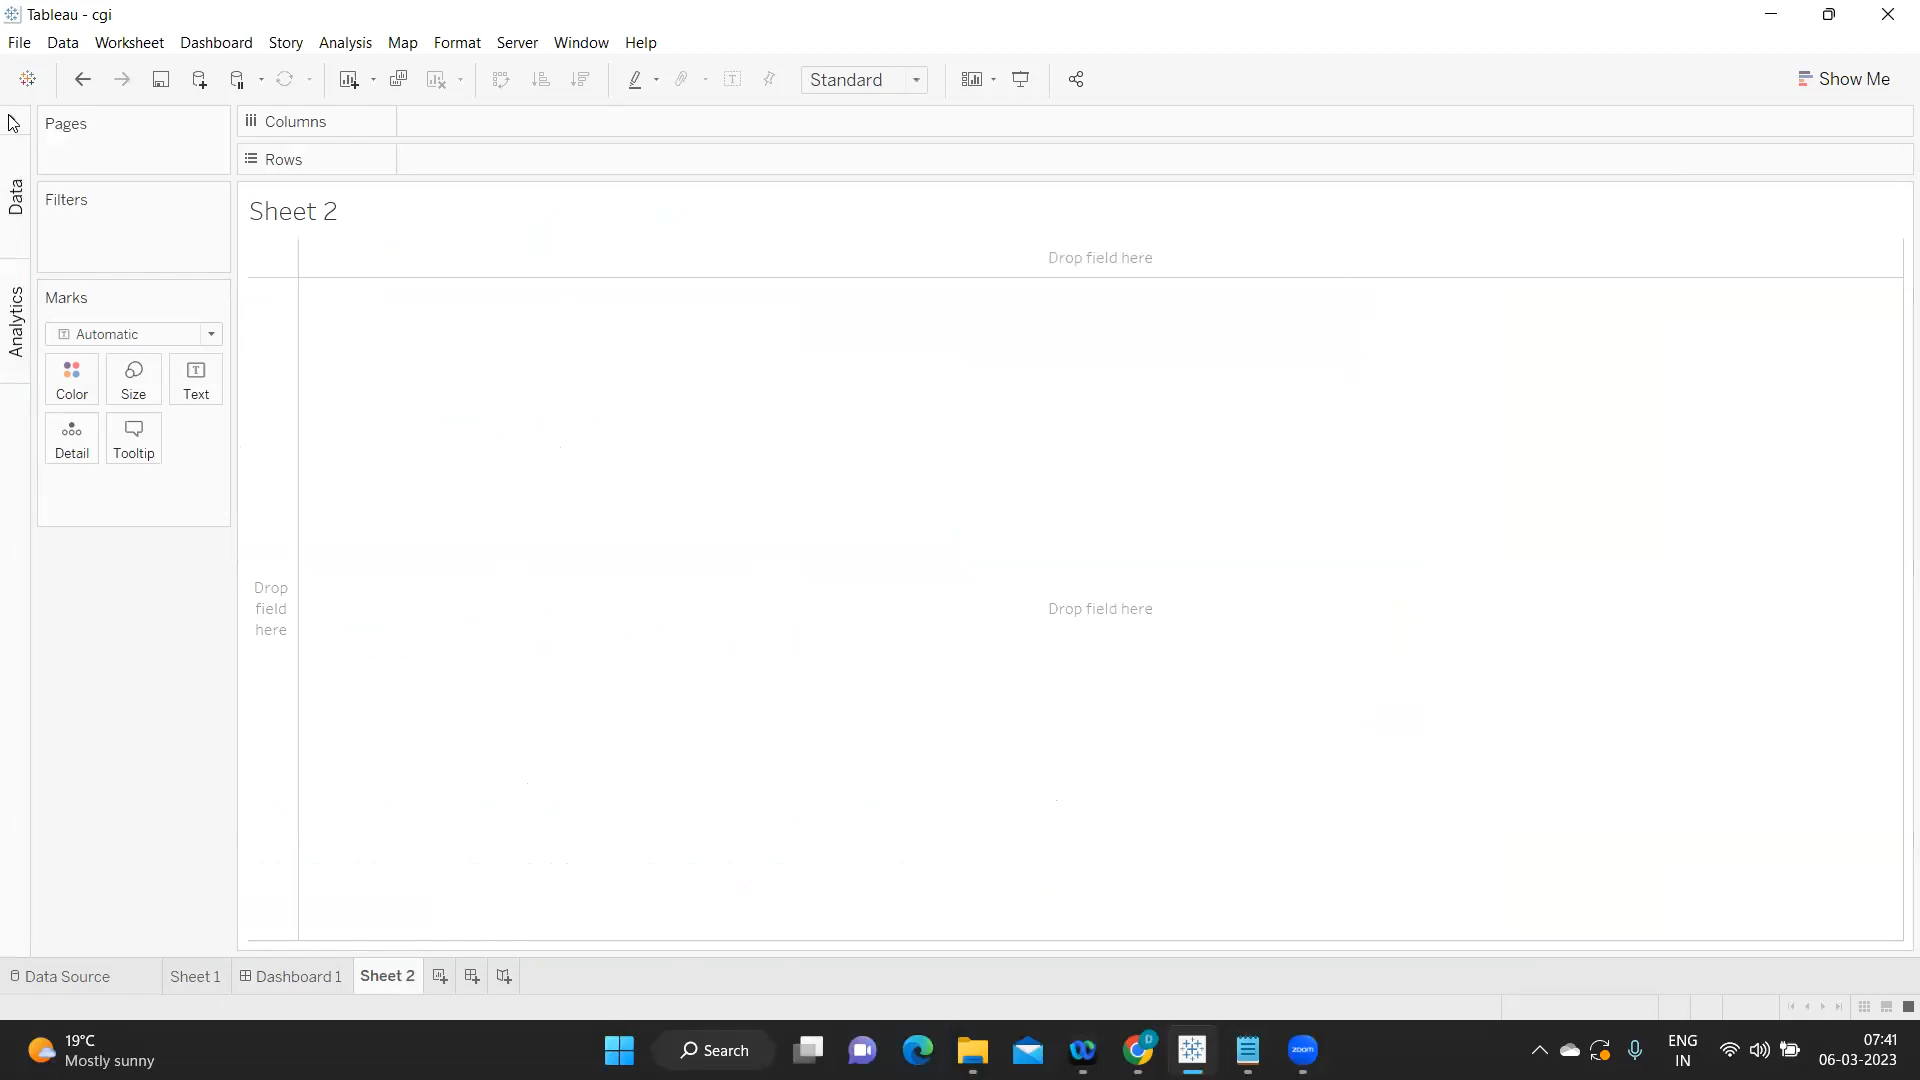 Tableau - cgi
File Data Worksheet Dashboard Story Analysis Map Format Server Window Help
Standard
Show Me
Pages
Columns
Rows
Filters
Data
Analytics
Marks
Automatic
Color Size Text
Detail Tooltip
Sheet 2
Drop field here
Drop
field
here
Drop field here
Data Source Sheet 1 Dashboard 1 Sheet 2
19°C
Mostly sunny
Search
D
zoom
ENG
IN
07:41
06-03-2023